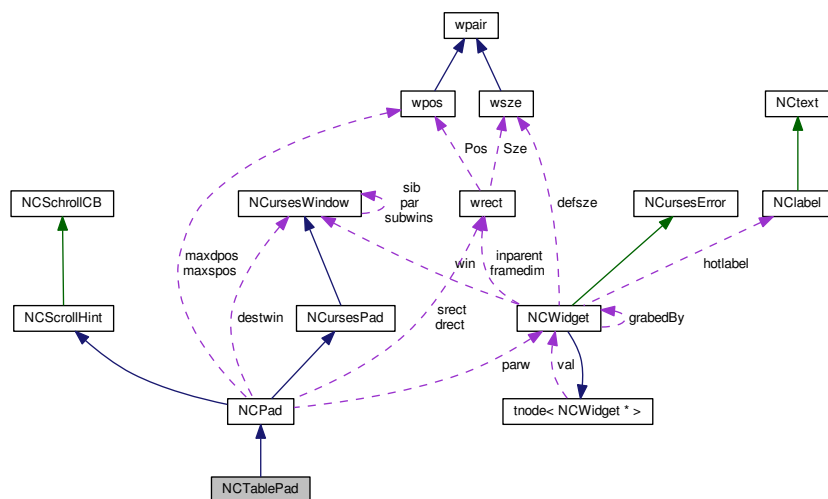 wpair
wpos
wsze
NCtext
Pos
Sze
NCSchrollCB
NCursesWindow
sib
par
subwins
wrect
defsze
NCursesError
NClabel
maxdpos
maxspos
win
inparent
framedim
hotlabel
NCScrollHint
destwin
NCursesPad
srect
drect
NCWidget
grabedBy
parw
val
NCPad
tnode< NCWidget * >
NCTablePad